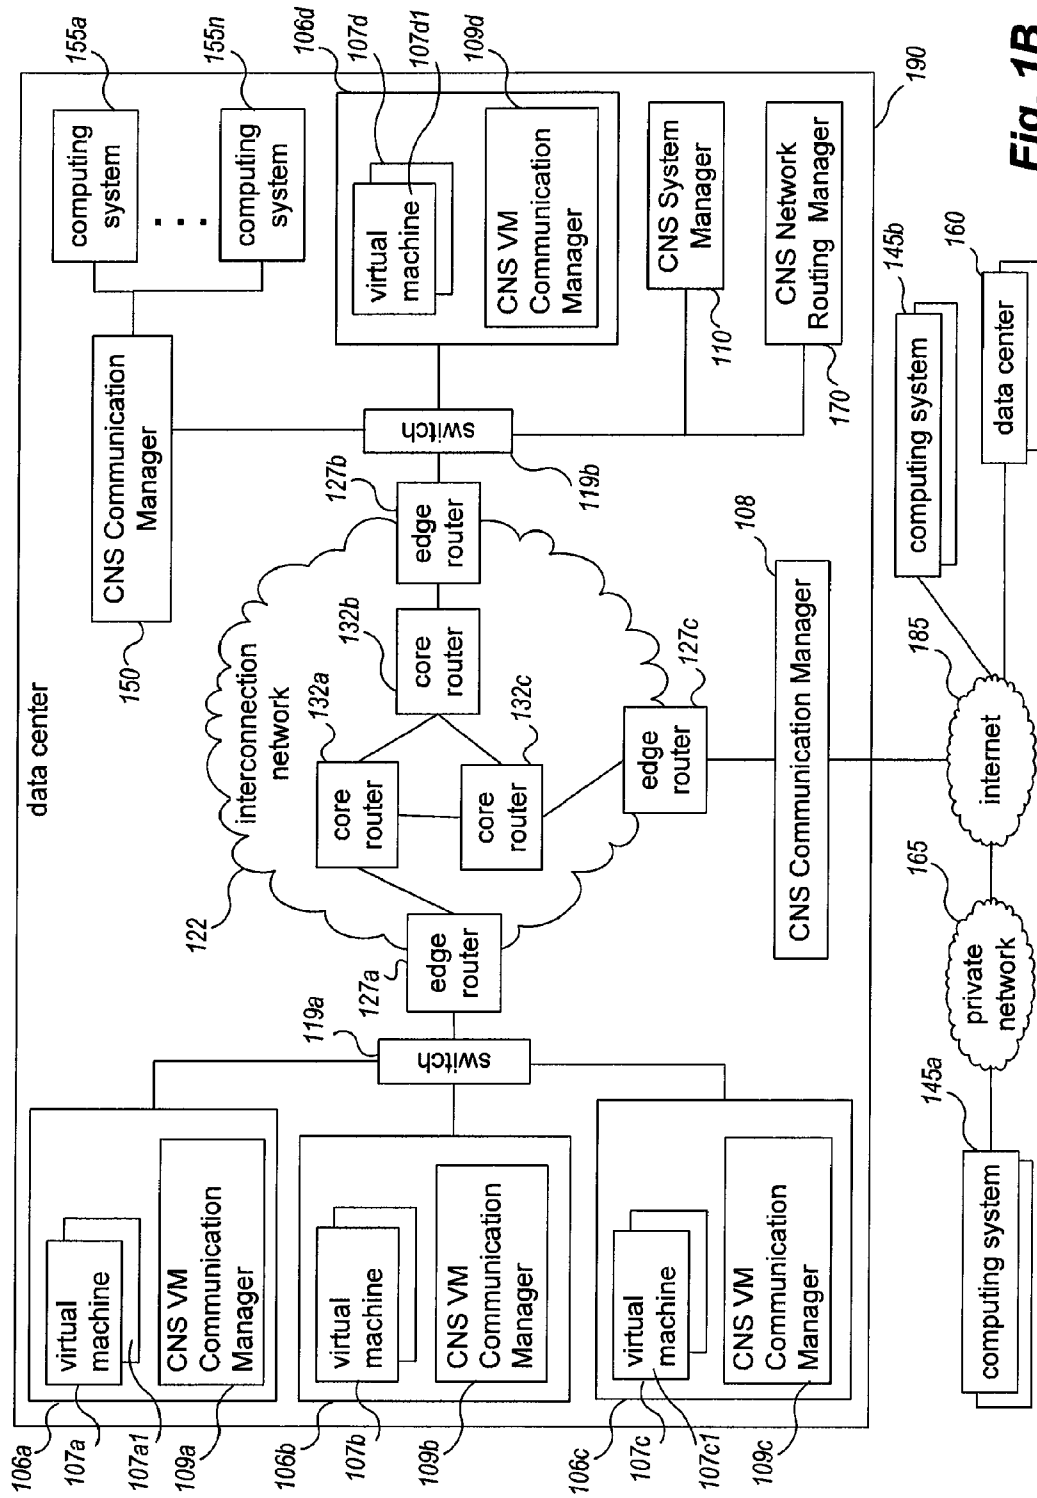 data center
106a
107a
107a1
109a
virtual
machine
CNS VM
Communication
Manager
106b
107b
109b
virtual
machine
CNS VM
Communication
Manager
106c
107c
107c1
109c
virtual
machine
CNS VM
Communication
Manager
119a
switch
127a
edge
router
122
interconnection
network
132a
core
router
132b
core
router
132c
core
router
127b
edge
router
127c
edge
router
119b
switch
150
CNS Communication
Manager
155a
computing
system
155n
computing
system
106d
107d
107d1
109d
virtual
machine
CNS VM
Communication
Manager
110
CNS System
Manager
170
CNS Network
Routing Manager
108
CNS Communication Manager
190
145a
computing system
165
private
network
185
internet
145b
computing system
160
data center
Fig. 1B